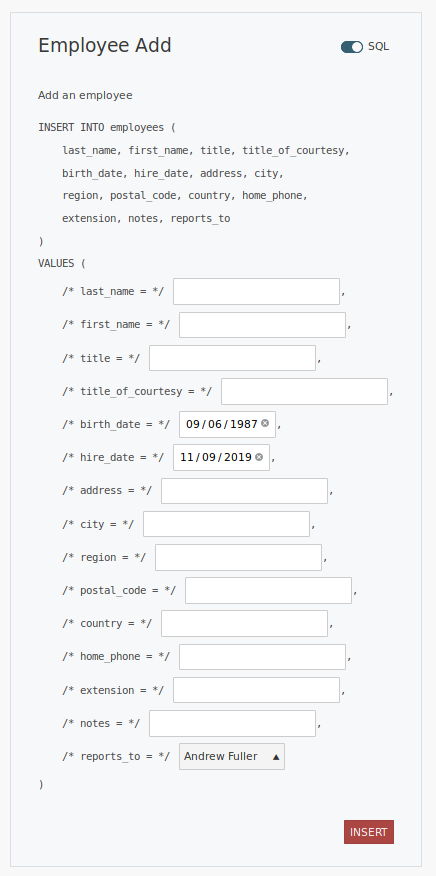 Employee Add
SQL
Add an employee
INSERT INTO employees (
last_name, first_name, title, title_of_courtesy,
birth_date, hire_date, address, city,
region, postal_code, country, home_phone,
extension, notes, reports_to
)
VALUES (
/* last_name = */ ,
/* first_name = */ ,
/* title = */ ,
/* title_of_courtesy = */ ,
/* birth_date = */ 09/06/1987 ,
/* hire_date = */ 11/09/2019 ,
/* address = */ ,
/* city = */ ,
/* region = */ ,
/* postal_code = */ ,
/* country = */ ,
/* home_phone = */ ,
/* extension = */ ,
/* notes = */ ,
/* reports_to = */ Andrew Fuller ▲
)
INSERT